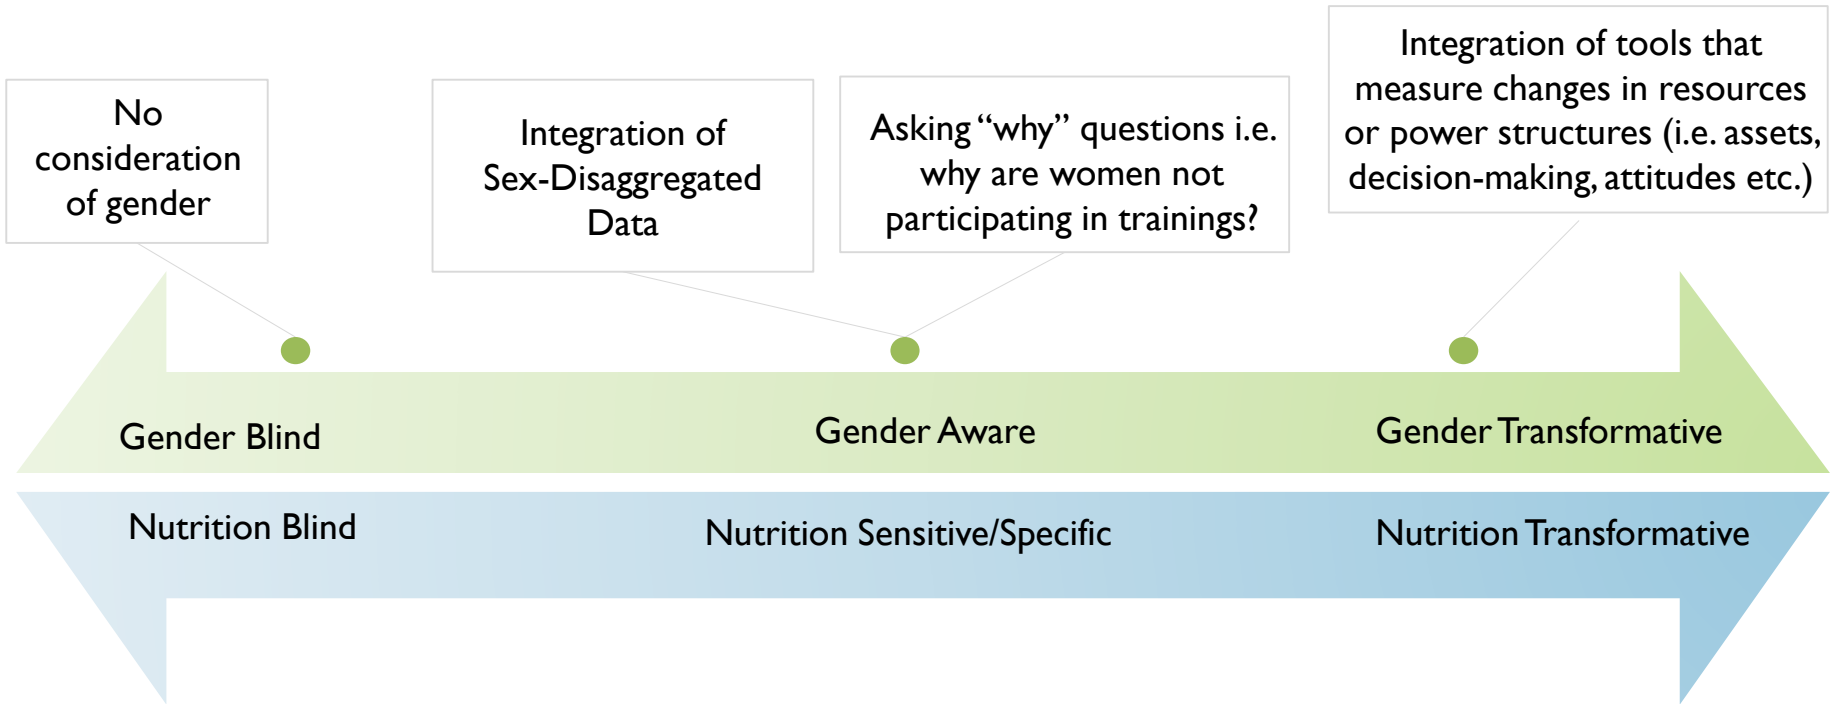 No
consideration
of gender
Integration of
Sex-Disaggregated
Data
Asking “why” questions i.e.
why are women not
participating in trainings?
Integration of tools that
measure changes in resources
or power structures (i.e. assets,
decision-making, attitudes etc.)
Gender Blind
Gender Aware
Gender Transformative
Nutrition Blind
Nutrition Sensitive/Specific
Nutrition Transformative